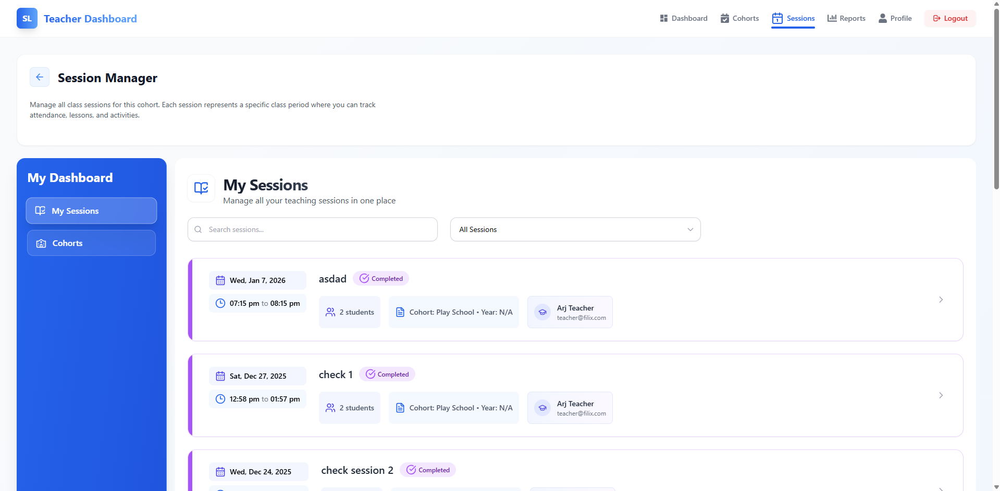 SL
Teacher Dashboard
Dashboard
Cohorts
Sessions
Reports
Profile
Logout
Session Manager
Manage all class sessions for this cohort. Each session represents a specific class period where you can track
attendance, lessons, and activities.
My Dashboard
My Sessions
Cohorts
My Sessions
Manage all your teaching sessions in one place
Search sessions...
All Sessions
Wed, Jan 7, 2026
07:15 pm to 08:15 pm
asdad
Completed
2 students
Cohort: Play School • Year: N/A
Arj Teacher
teacher@filix.com
Sat, Dec 27, 2025
12:58 pm to 01:57 pm
check 1
Completed
2 students
Cohort: Play School • Year: N/A
Arj Teacher
teacher@filix.com
Wed, Dec 24, 2025
check session 2
Completed